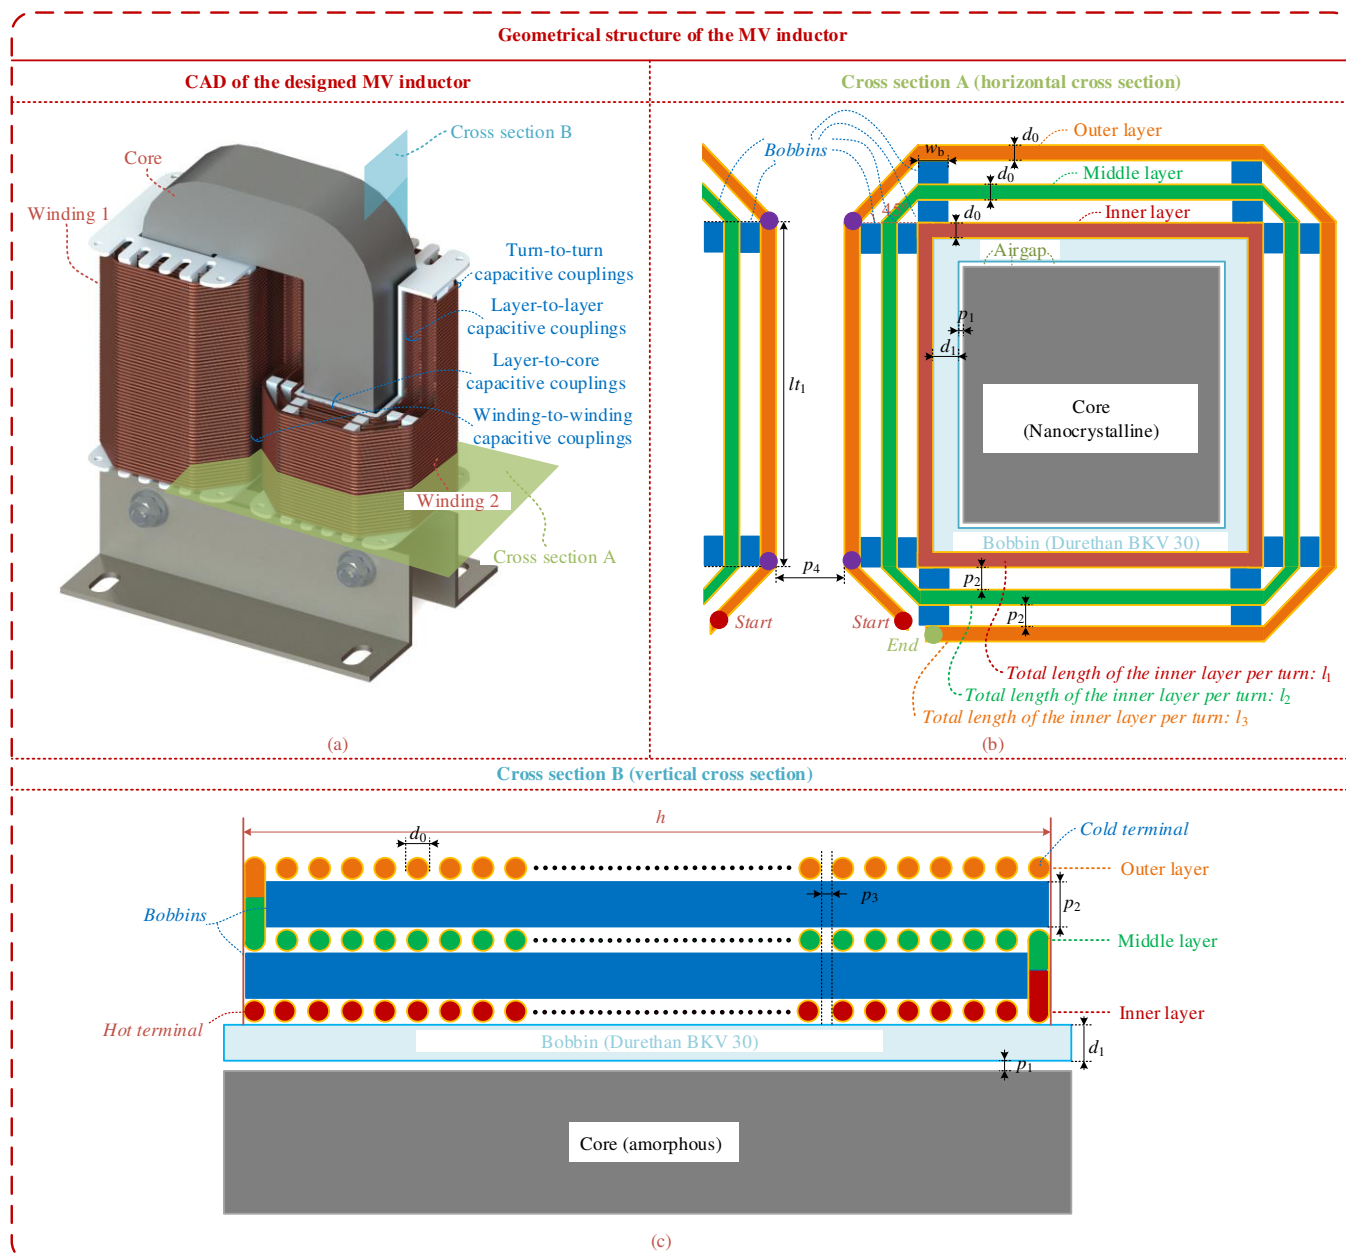 Geometrical structure of the MV inductor
CAD of the designed MV inductor
Cross section B
Core
Winding 1
Turn-to-turn
capacitive couplings
Layer-to-layer
capacitive couplings
Layer-to-core
capacitive couplings
Winding-to-winding
capacitive couplings
Winding 2
Cross section A
(a)
Cross section A (horizontal cross section)
Outer layer
Bobbins
w_b
d_0
Middle layer
d_0
Inner layer
d_0
Airgap
p_1
d_1
lt_1
Core
(Nanocrystalline)
Bobbin (Durethan BKV 30)
p_4
p_2
p_2
Start
Start
End
Total length of the inner layer per turn: l_1
Total length of the inner layer per turn: l_2
Total length of the inner layer per turn: l_3
(b)
Cross section B (vertical cross section)
h
d_0
Cold terminal
Outer layer
p_3
p_2
Bobbins
Middle layer
Hot terminal
Inner layer
Bobbin (Durethan BKV 30)
d_1
p_1
Core (amorphous)
(c)